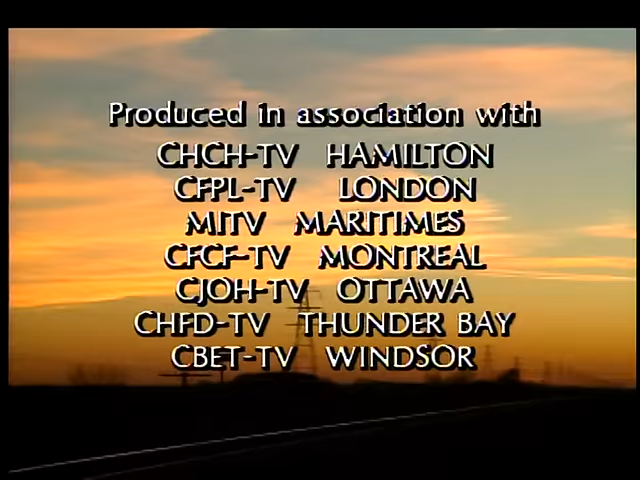 Produced in association with
CHCH-TV HAMILTON
CFPL-TV LONDON
MITV MARITIMES
CFCF-TV MONTREAL
CJOH-TV OTTAWA
CHFD-TV THUNDER BAY
CBET-TV WINDSOR